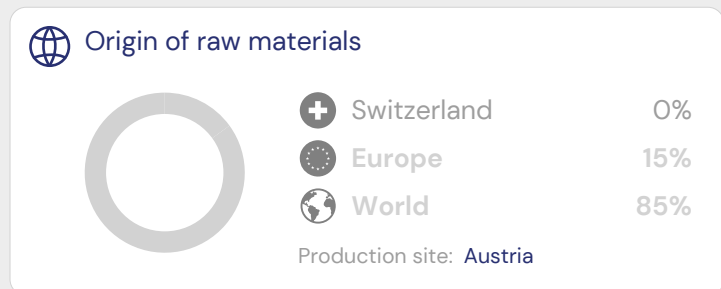 Origin of raw materials
Switzerland 0%
Europe 15%
World 85%
Production site: Austria